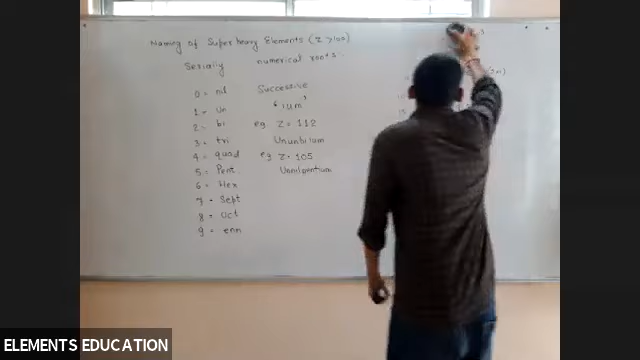 Naming of Super heavy Elements (Z >100)
Serially numerical roots
0 = nil Successive
1 = un "ium"
2 = bi eg Z = 112
3 = tri Ununbium
4 = quad eg Z = 105
5 = Pent Unnilpentium
6 = Hex
7 = Sept
8 = Oct
9 = enn
ELEMENTS EDUCATION